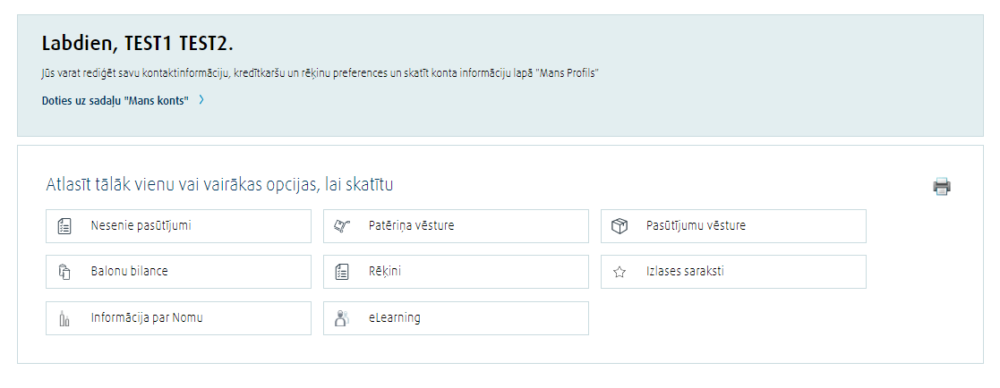 Labdien, TEST1 TEST2.
Jūs varat rediģēt savu kontaktinformāciju, kredītkaršu un rēķinu preferences un skatīt konta informāciju lapā "Mans Profils"
Doties uz sadaļu "Mans konts"
Atlasīt tālāk vienu vai vairākas opcijas, lai skatītu
Nesenie pasūtījumi
Patēriņa vēsture
Pasūtījumu vēsture
Balonu bilance
Rēķini
Izlases saraksti
Informācija par Nomu
eLearning